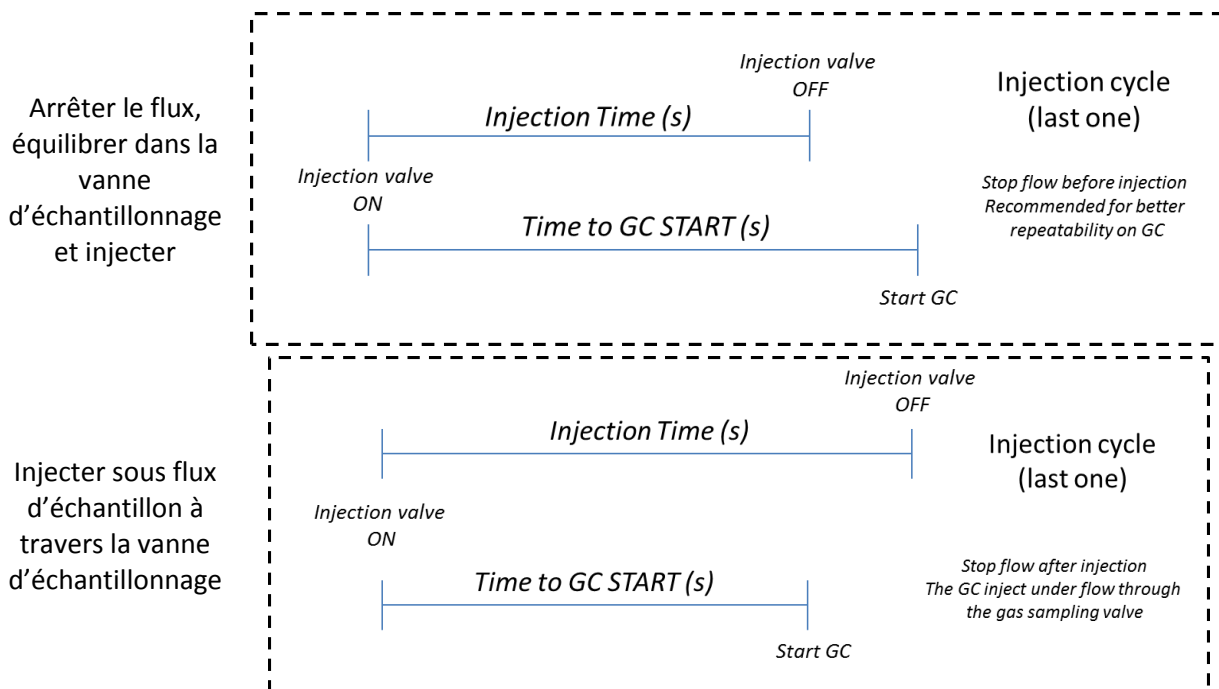 Arrêter le flux,
équilibrer dans la
vanne
d’échantillonnage
et injecter
Injection valve
OFF
Injection Time (s)
Injection valve
ON
Time to GC START (s)
Start GC
Injection cycle
(last one)
Stop flow before injection
Recommended for better
repeatability on GC
Injecter sous flux
d’échantillon à
travers la vanne
d’échantillonnage
Injection valve
OFF
Injection Time (s)
Injection valve
ON
Time to GC START (s)
Start GC
Injection cycle
(last one)
Stop flow after injection
The GC inject under flow through
the gas sampling valve